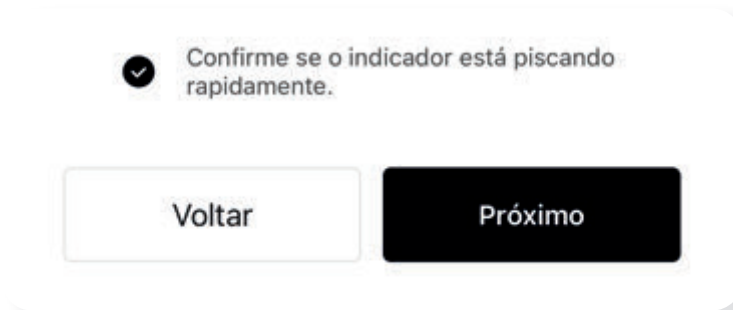 Confirme se o indicador está piscando
rapidamente.
Voltar
Próximo